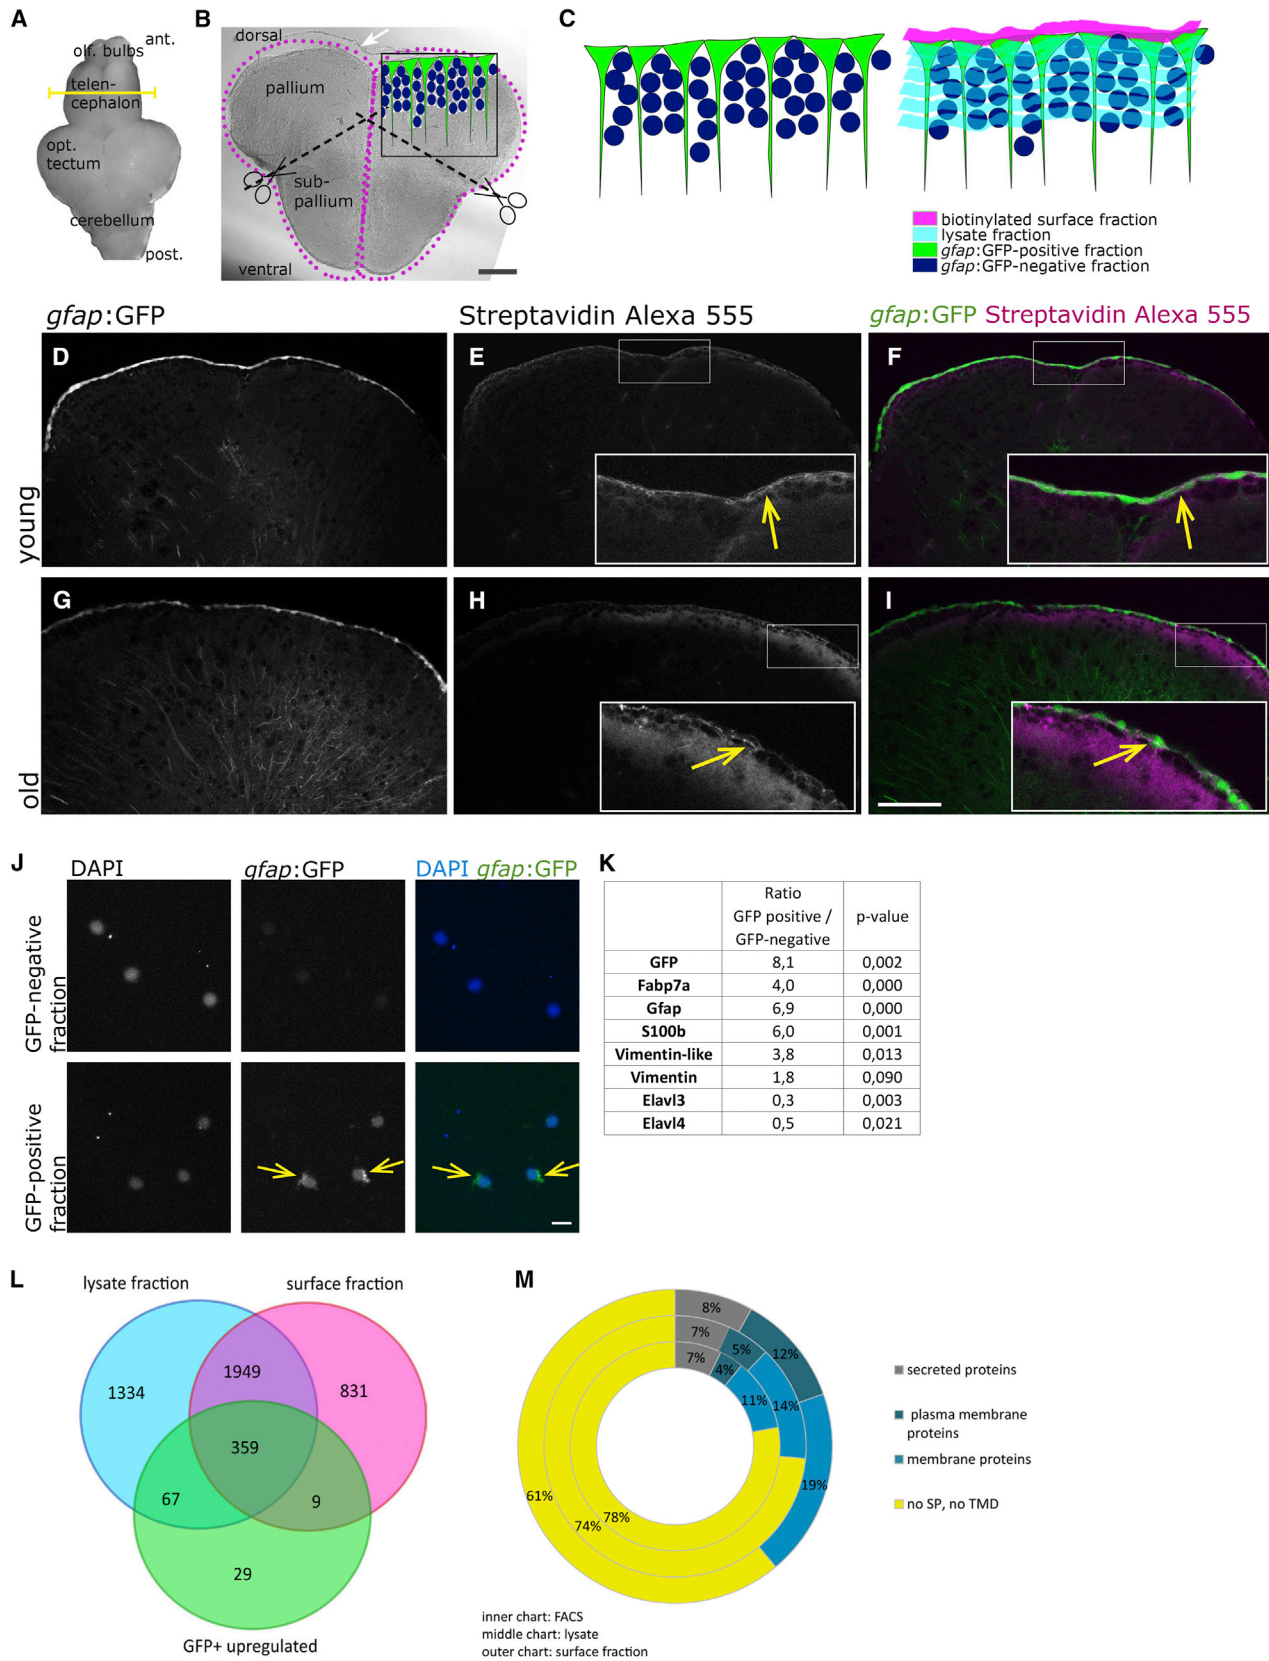 A
olf. bulbs
ant.
telen-
cephalon
opt.
tectum
cerebellum
post.
B
dorsal
pallium
sub-
pallium
ventral
C
biotinylated surface fraction
lysate fraction
gfap:GFP-positive fraction
gfap:GFP-negative fraction
gfap:GFP
Streptavidin Alexa 555
gfap:GFP Streptavidin Alexa 555
young
D
E
F
old
G
H
I
J
DAPI
gfap:GFP
DAPI gfap:GFP
GFP-negative
fraction
GFP-positive
fraction
K
Ratio
GFP positive /
GFP-negative
p-value
GFP 8,1 0,002
Fabp7a 4,0 0,000
Gfap 6,9 0,000
S100b 6,0 0,001
Vimentin-like 3,8 0,013
Vimentin 1,8 0,090
Elavl3 0,3 0,003
Elavl4 0,5 0,021
L
lysate fraction
surface fraction
1334
1949
831
359
67
9
29
GFP+ upregulated
M
8%
7%
7%
5%
4%
12%
11%
14%
19%
61%
74%
78%
secreted proteins
plasma membrane
proteins
membrane proteins
no SP, no TMD
inner chart: FACS
middle chart: lysate
outer chart: surface fraction